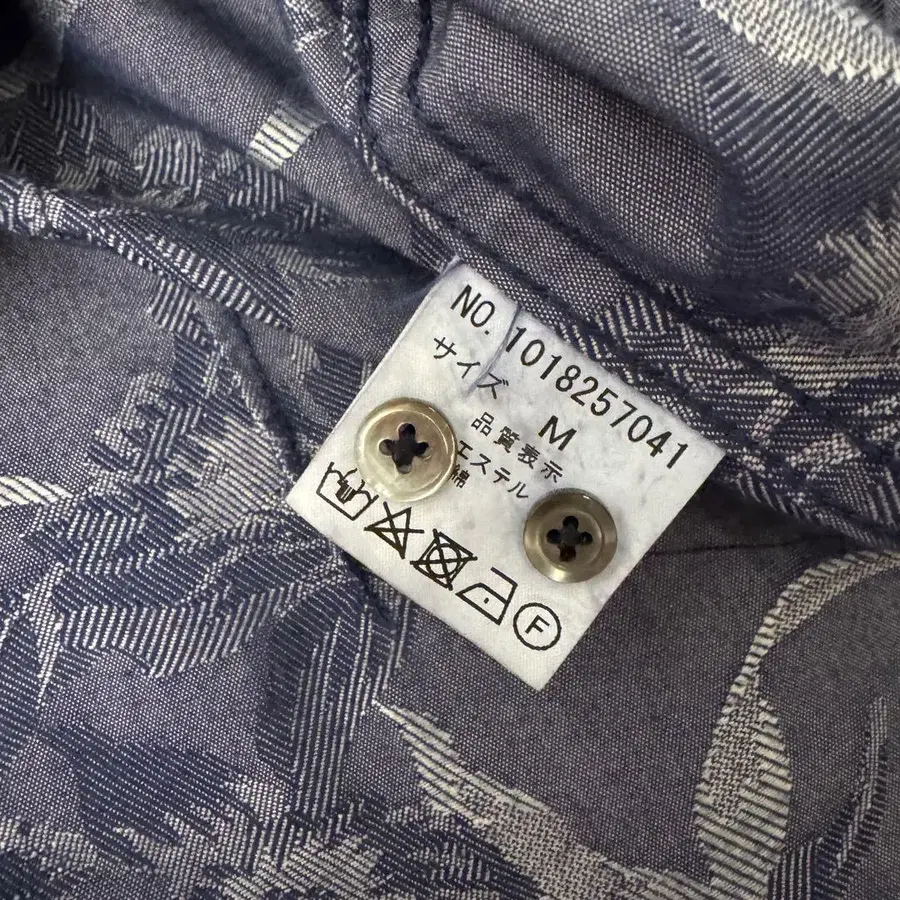 NO. 1018257041
サイズ M
品質表示
エステル
綿
F